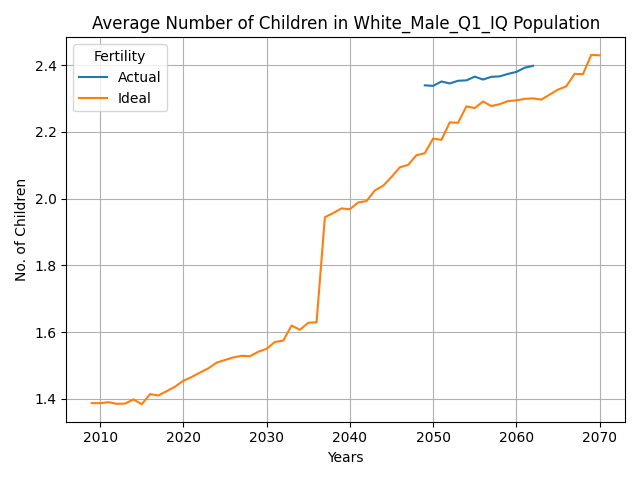 Average Number of Children in White_Male_Q1_IQ Population
Fertility
Actual
Ideal
No. of Children
2.4
2.2
2.0
1.8
1.6
1.4
2010 2020 2030 2040 2050 2060 2070
Years